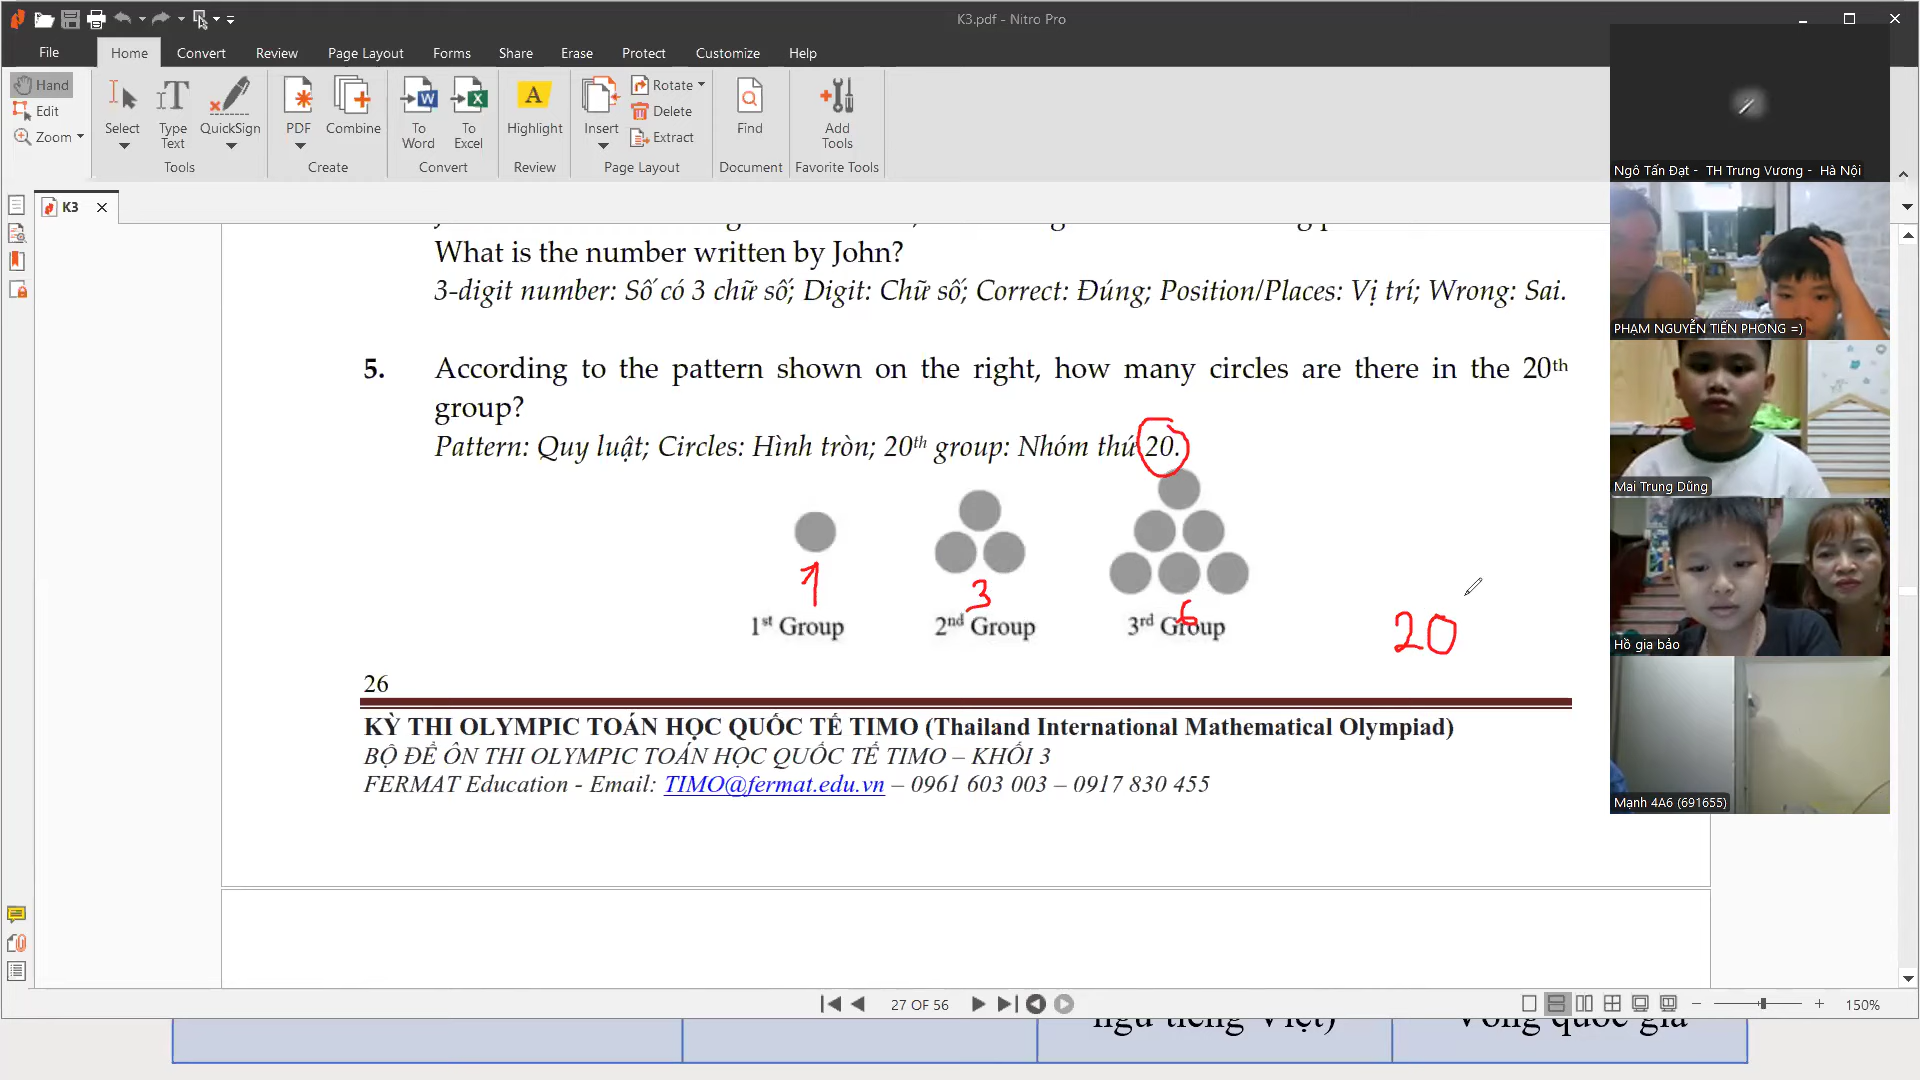 K3.pdf - Nitro Pro
File Home Convert Review Page Layout Forms Share Erase Protect Customize Help
Hand
Edit
Zoom
Select
Type Text
QuickSign
Tools
PDF
Combine
Create
To Word
To Excel
Convert
Highlight
Review
Insert
Rotate
Delete
Extract
Page Layout
Find
Document
Add Tools
Favorite Tools
K3
What is the number written by John?
3-digit number: Số có 3 chữ số; Digit: Chữ số; Correct: Đúng; Position/Places: Vị trí; Wrong: Sai.
5. According to the pattern shown on the right, how many circles are there in the 20th
group?
Pattern: Quy luật; Circles: Hình tròn; 20th group: Nhóm thứ 20.
1 3 6 20
1st Group 2nd Group 3rd Group
26
KỲ THI OLYMPIC TOÁN HỌC QUỐC TẾ TIMO (Thailand International Mathematical Olympiad)
BỘ ĐỀ ÔN THI OLYMPIC TOÁN HỌC QUỐC TẾ TIMO – KHỐI 3
FERMAT Education - Email: TIMO@fermat.edu.vn – 0961 603 003 – 0917 830 455
Ngô Tấn Đạt - TH Trưng Vương - Hà Nội
PHẠM NGUYỄN TIẾN PHONG =)
Mai Trung Dũng
Hồ gia bảo
Mạnh 4A6 (691655)
27 OF 56
150%
ngữ tiếng Việt) Vòng quốc gia